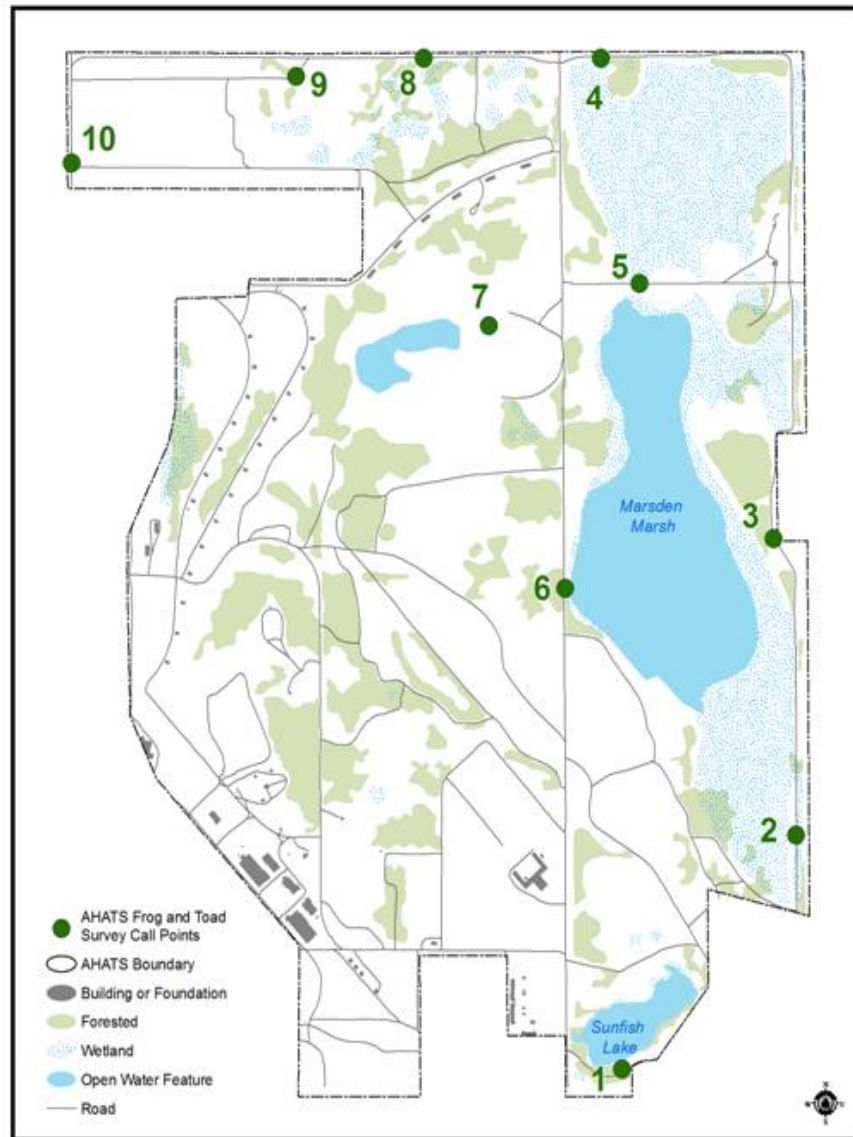 4
8
9
10
5
7
Marsden
Marsh
3
6
2
AHATS Frog and Toad
Survey Call Points
AHATS Boundary
Building or Foundation
Forested
Wetland
Open Water Feature
Road
Sunfish
Lake
1
N